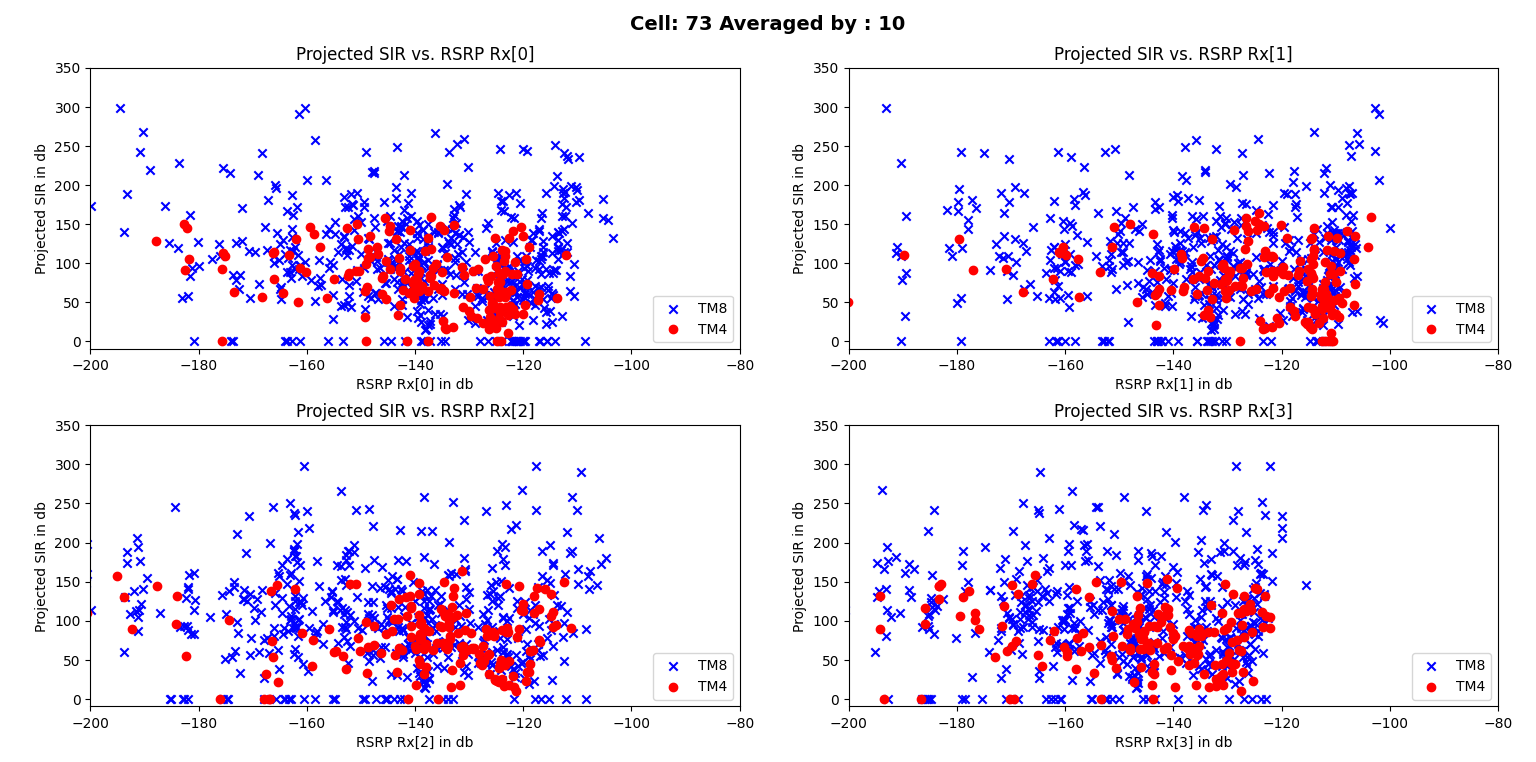 Cell: 73 Averaged by : 10
Projected SIR vs. RSRP Rx[0]
Projected SIR in db
350
300
250
200
150
100
50
0
−200
−180
−160
−140
−120
−100
−80
RSRP Rx[0] in db
TM8
TM4
Projected SIR vs. RSRP Rx[1]
Projected SIR in db
350
300
250
200
150
100
50
0
−200
−180
−160
−140
−120
−100
−80
RSRP Rx[1] in db
TM8
TM4
Projected SIR vs. RSRP Rx[2]
Projected SIR in db
350
300
250
200
150
100
50
0
−200
−180
−160
−140
−120
−100
−80
RSRP Rx[2] in db
TM8
TM4
Projected SIR vs. RSRP Rx[3]
Projected SIR in db
350
300
250
200
150
100
50
0
−200
−180
−160
−140
−120
−100
−80
RSRP Rx[3] in db
TM8
TM4